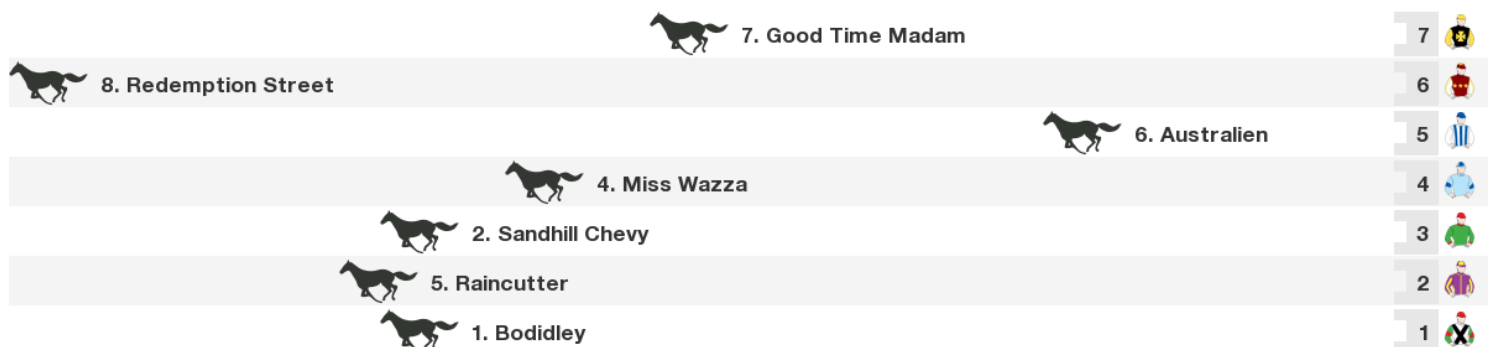 7. Good Time Madam 7
8. Redemption Street 6
6. Australien 5
4. Miss Wazza 4
2. Sandhill Chevy 3
5. Raincutter 2
1. Bodidley 1